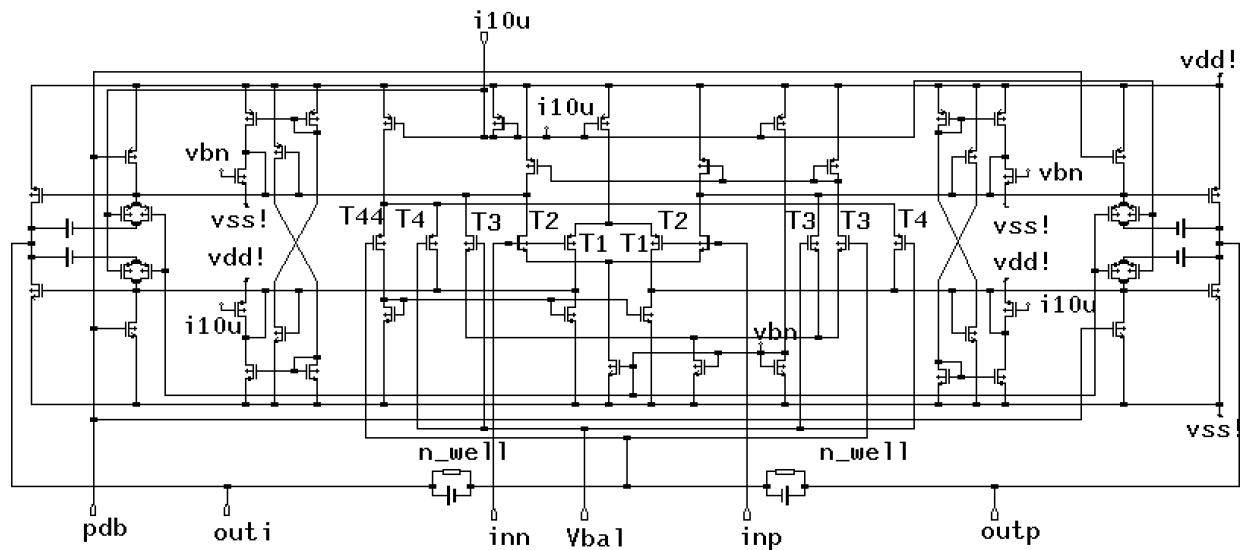 i10u
vdd!
i10u
vbn
vbn
vss!
T44 T4 T3 T2 T1 T1 T2 T3 T3 T4
vss!
vdd!
vdd!
i10u
vbn
i10u
vss!
n_well
n_well
pdb
outi
inn
Vbal
inp
outp